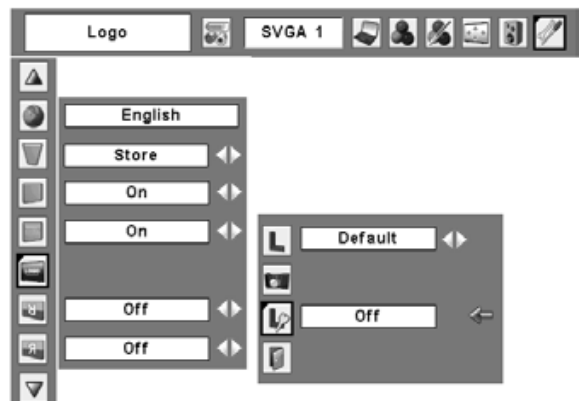 Logo
SVGA 1
English
Store
On
On
Default
Off
Off
Off